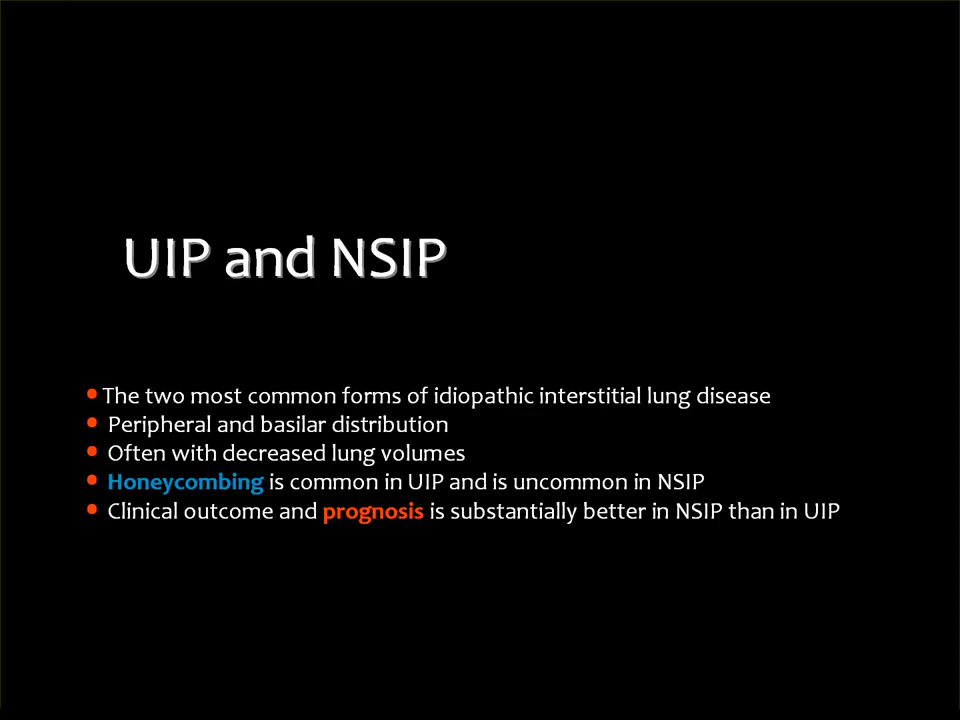 UIP and NSIP
• The two most common forms of idiopathic interstitial lung disease
• Peripheral and basilar distribution
• Often with decreased lung volumes
• Honeycombing is common in UIP and is uncommon in NSIP
• Clinical outcome and prognosis is substantially better in NSIP than in UIP